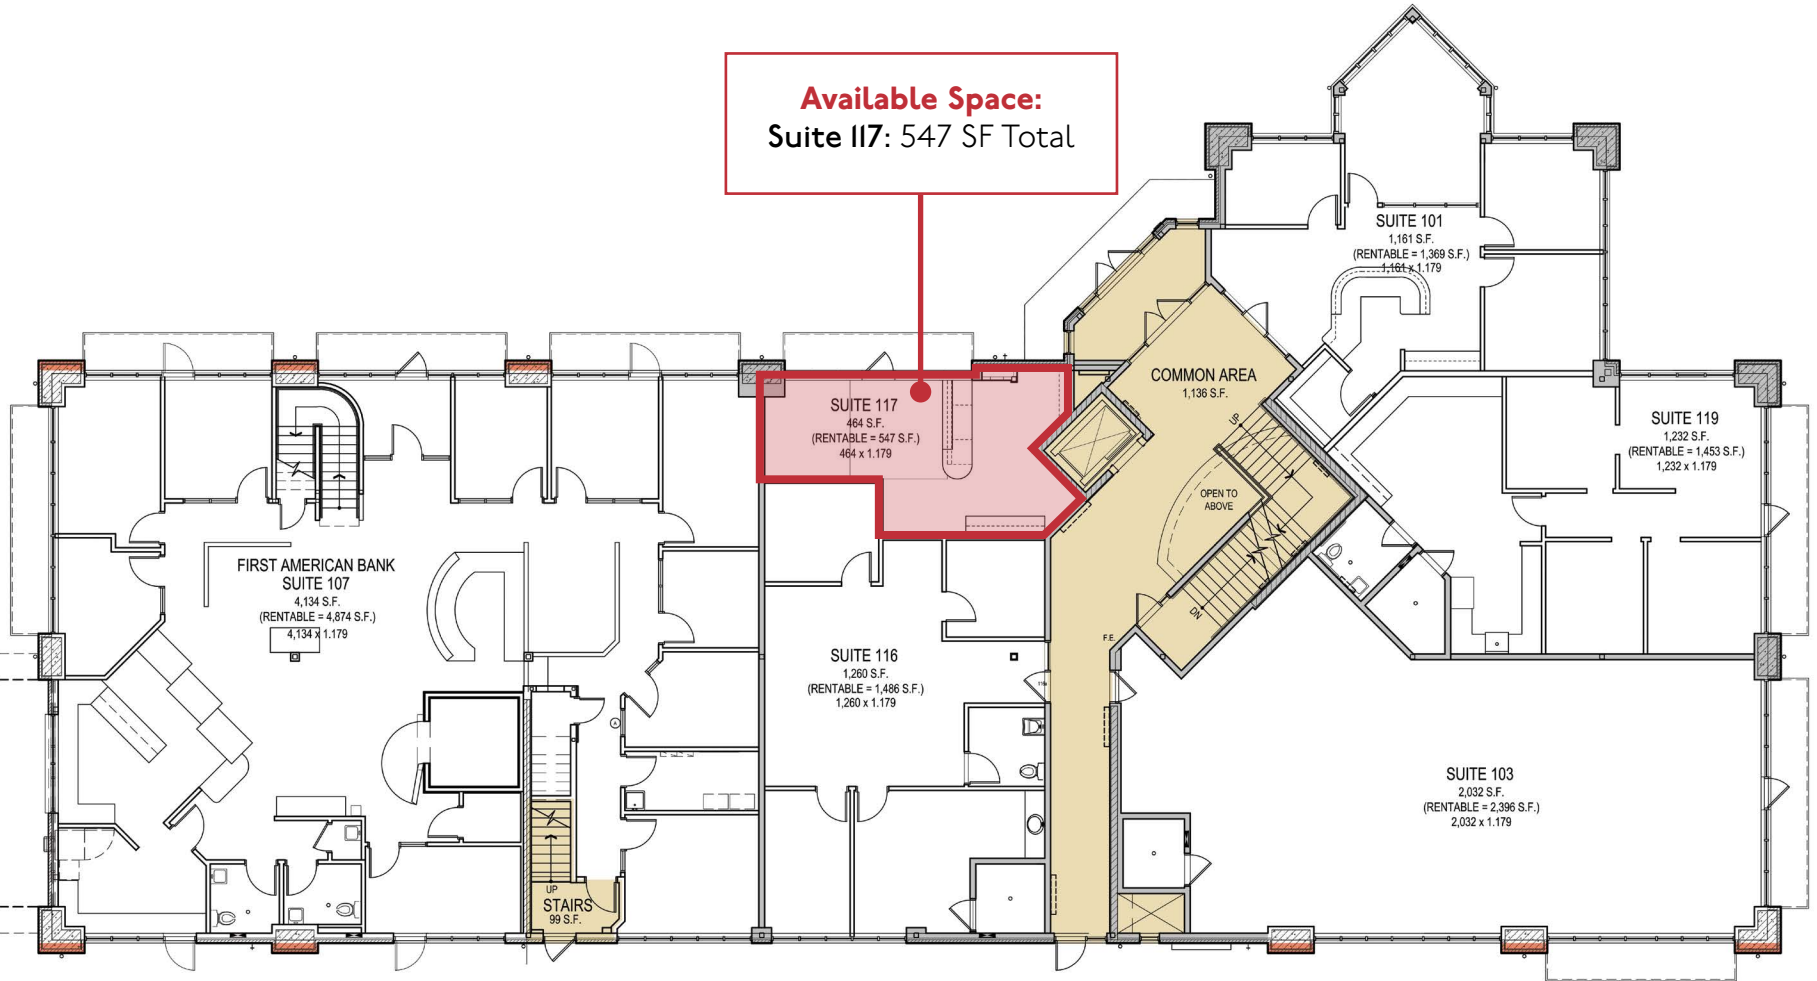 Available Space:
Suite 117: 547 SF Total
SUITE 101
1,161 S.F.
(RENTABLE = 1,369 S.F.)
1,161 x 1.179
COMMON AREA
1,136 S.F.
SUITE 117
464 S.F.
(RENTABLE = 547 S.F.)
464 x 1.179
SUITE 119
1,232 S.F.
(RENTABLE = 1,453 S.F.)
1,232 x 1.179
UP
OPEN TO
ABOVE
DN
F.E.
FIRST AMERICAN BANK
SUITE 107
4,134 S.F.
(RENTABLE = 4,874 S.F.)
4,134 x 1.179
SUITE 116
1,260 S.F.
(RENTABLE = 1,486 S.F.)
1,260 x 1.179
A
SUITE 103
2,032 S.F.
(RENTABLE = 2,396 S.F.)
2,032 x 1.179
UP
STAIRS
99 S.F.